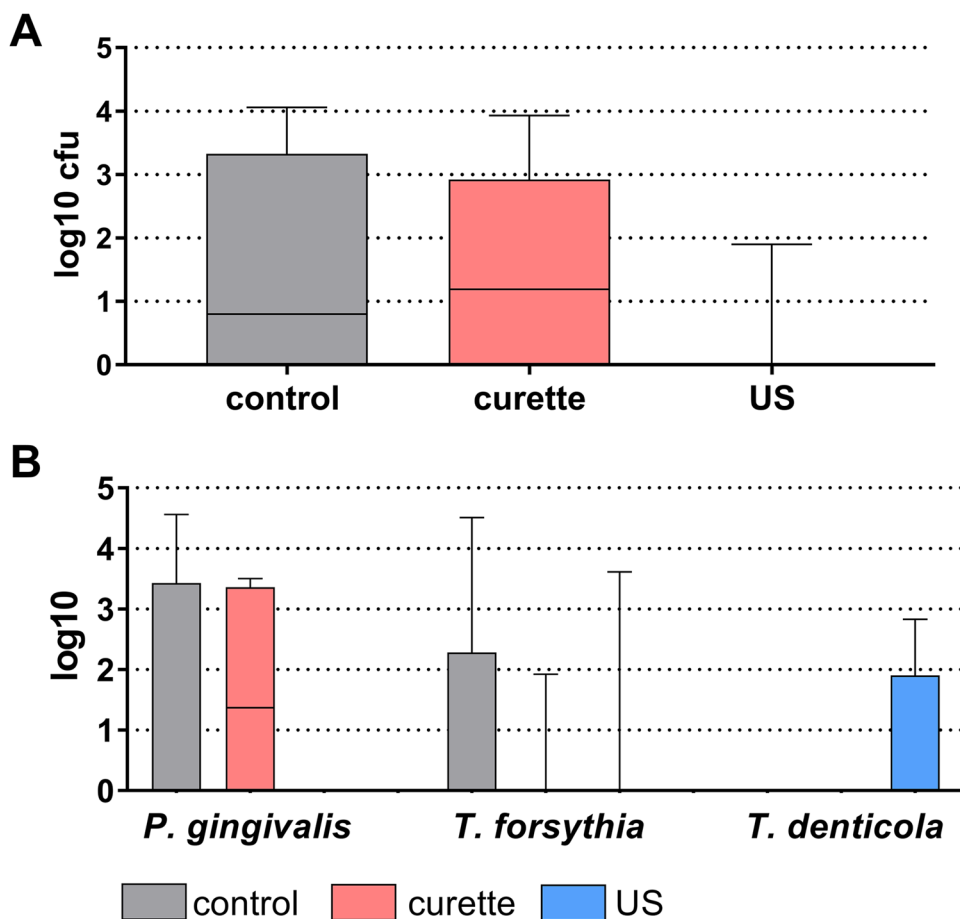 A
log10 cfu
5
4
3
2
1
0
control curette US
B
log10
5
4
3
2
1
0
P. gingivalis T. forsythia T. denticola
control curette US